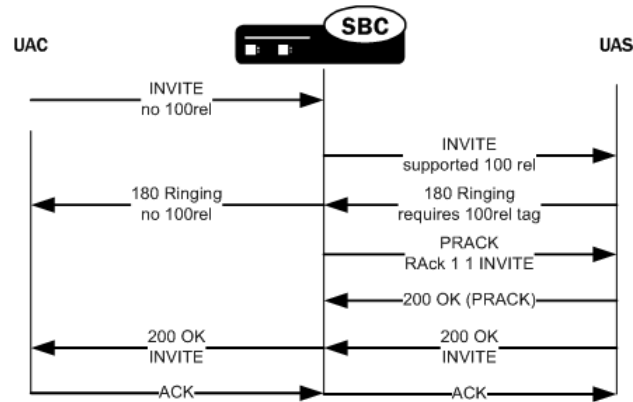 SBC
UAC
UAS
INVITE
no 100rel
INVITE
supported 100 rel
180 Ringing
no 100rel
180 Ringing
requires 100rel tag
PRACK
RAck 1 1 INVITE
200 OK (PRACK)
200 OK
INVITE
200 OK
INVITE
ACK
ACK